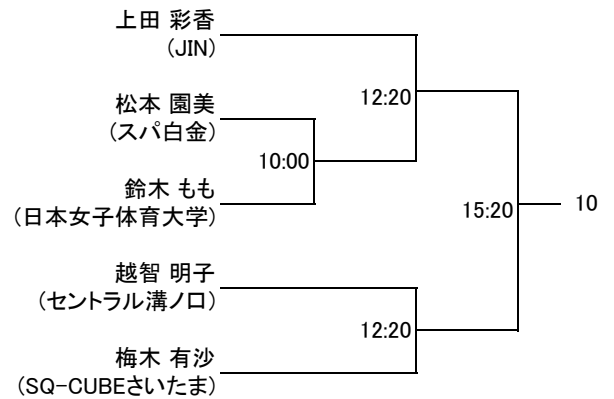 上田 彩香
(JIN)
12:20
松本 園美
(スパ白金)
10:00
鈴木 もも
(日本女子体育大学)
15:20
10
越智 明子
(セントラル溝ノ口)
12:20
梅木 有沙
(SQ-CUBEさいたま)